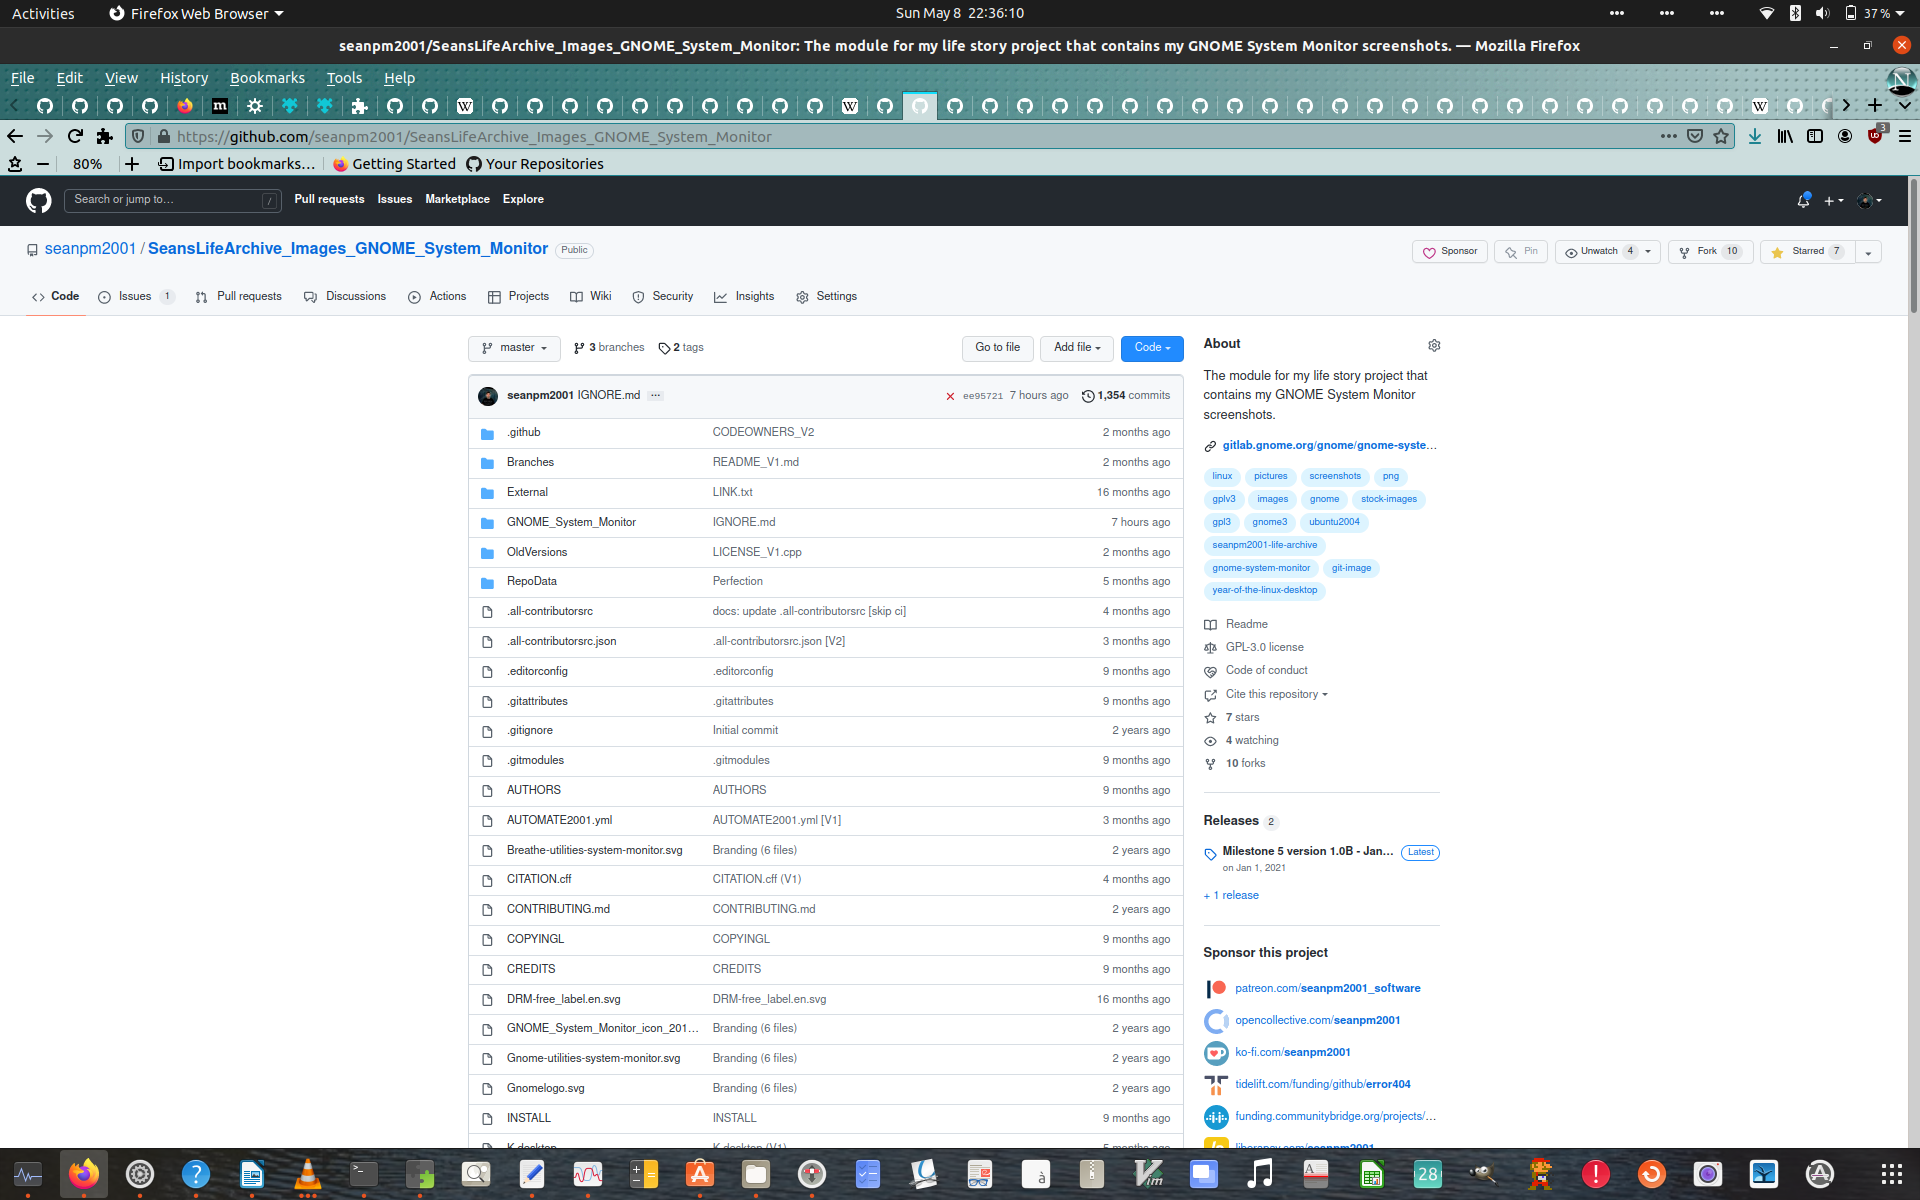 Activities
Firefox Web Browser
Sun May 8 22:36:10
37 %
seanpm2001/SeansLifeArchive_Images_GNOME_System_Monitor: The module for my life story project that contains my GNOME System Monitor screenshots. — Mozilla Firefox
File Edit View History Bookmarks Tools Help
https://github.com/seanpm2001/SeansLifeArchive_Images_GNOME_System_Monitor
3
80%
Import bookmarks…
Getting Started
Your Repositories
Search or jump to…
/
Pull requests Issues Marketplace Explore
seanpm2001 / SeansLifeArchive_Images_GNOME_System_Monitor Public
Sponsor
Pin
Unwatch 4
Fork 10
Starred 7
Code
Issues 1
Pull requests
Discussions
Actions
Projects
Wiki
Security
Insights
Settings
master
3 branches
2 tags
Go to file
Add file
Code
seanpm2001 IGNORE.md ...
ee95721 7 hours ago
1,354 commits
.github CODEOWNERS_V2 2 months ago
Branches README_V1.md 2 months ago
External LINK.txt 16 months ago
GNOME_System_Monitor IGNORE.md 7 hours ago
OldVersions LICENSE_V1.cpp 2 months ago
RepoData Perfection 5 months ago
.all-contributorsrc docs: update .all-contributorsrc [skip ci] 4 months ago
.all-contributorsrc.json .all-contributorsrc.json [V2] 3 months ago
.editorconfig .editorconfig 9 months ago
.gitattributes .gitattributes 9 months ago
.gitignore Initial commit 2 years ago
.gitmodules .gitmodules 9 months ago
AUTHORS AUTHORS 9 months ago
AUTOMATE2001.yml AUTOMATE2001.yml [V1] 3 months ago
Breathe-utilities-system-monitor.svg Branding (6 files) 2 years ago
CITATION.cff CITATION.cff (V1) 4 months ago
CONTRIBUTING.md CONTRIBUTING.md 2 years ago
COPYINGL COPYINGL 9 months ago
CREDITS CREDITS 9 months ago
DRM-free_label.en.svg DRM-free_label.en.svg 16 months ago
GNOME_System_Monitor_icon_201… Branding (6 files) 2 years ago
Gnome-utilities-system-monitor.svg Branding (6 files) 2 years ago
Gnomelogo.svg Branding (6 files) 2 years ago
INSTALL INSTALL 9 months ago
About
The module for my life story project that
contains my GNOME System Monitor
screenshots.
gitlab.gnome.org/gnome/gnome-syste…
linux pictures screenshots png
gplv3 images gnome stock-images
gpl3 gnome3 ubuntu2004
seanpm2001-life-archive
gnome-system-monitor git-image
year-of-the-linux-desktop
Readme
GPL-3.0 license
Code of conduct
Cite this repository
7 stars
4 watching
10 forks
Releases 2
Milestone 5 version 1.0B - Jan… Latest
on Jan 1, 2021
+ 1 release
Sponsor this project
patreon.com/seanpm2001_software
opencollective.com/seanpm2001
ko-fi.com/seanpm2001
tidelift.com/funding/github/error404
funding.communitybridge.org/projects/…
28